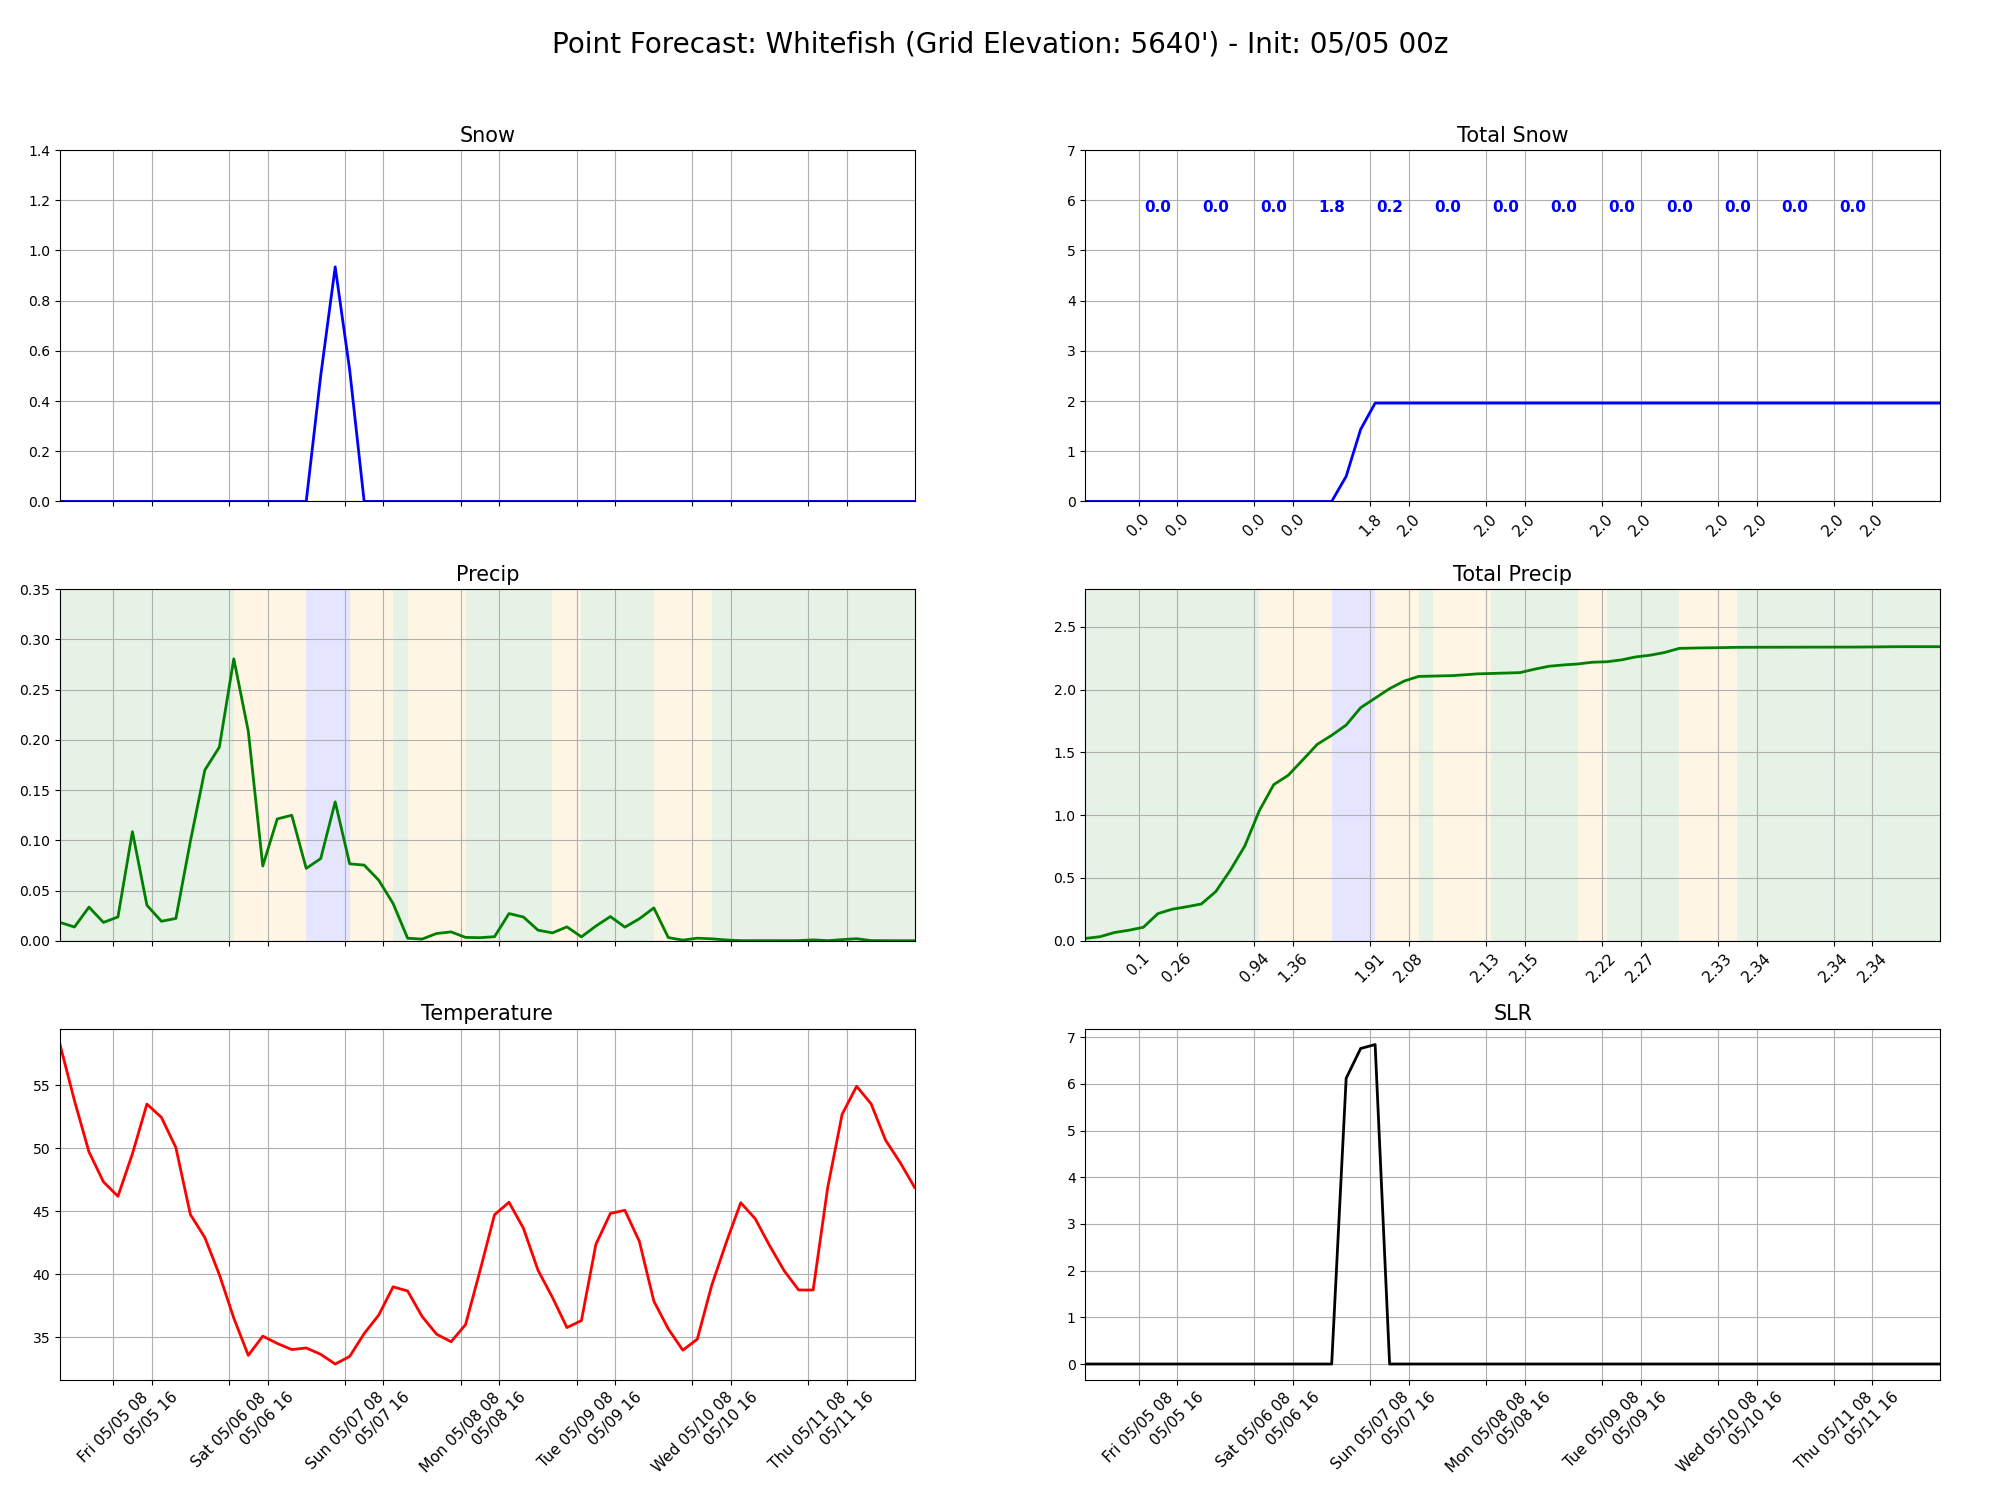 Point Forecast: Whitefish (Grid Elevation: 5640') - Init: 05/05 00z
Snow
1.4
1.2
1.0
0.8
0.6
0.4
0.2
0.0
Total Snow
7
6
5
4
3
2
1
0
0.0 0.0 0.0 1.8 0.2 0.0 0.0 0.0 0.0 0.0 0.0 0.0 0.0
0.0 0.0 0.0 0.0 1.8 2.0 2.0 2.0 2.0 2.0 2.0 2.0 2.0 2.0
Precip
0.35
0.30
0.25
0.20
0.15
0.10
0.05
0.00
Total Precip
2.5
2.0
1.5
1.0
0.5
0.0
0.1 0.26 0.94 1.36 1.91 2.08 2.13 2.15 2.22 2.27 2.33 2.34 2.34 2.34
Temperature
55
50
45
40
35
Fri 05/05 08
05/05 16
Sat 05/06 08
05/06 16
Sun 05/07 08
05/07 16
Mon 05/08 08
05/08 16
Tue 05/09 08
05/09 16
Wed 05/10 08
05/10 16
Thu 05/11 08
05/11 16
SLR
7
6
5
4
3
2
1
0
Fri 05/05 08
05/05 16
Sat 05/06 08
05/06 16
Sun 05/07 08
05/07 16
Mon 05/08 08
05/08 16
Tue 05/09 08
05/09 16
Wed 05/10 08
05/10 16
Thu 05/11 08
05/11 16